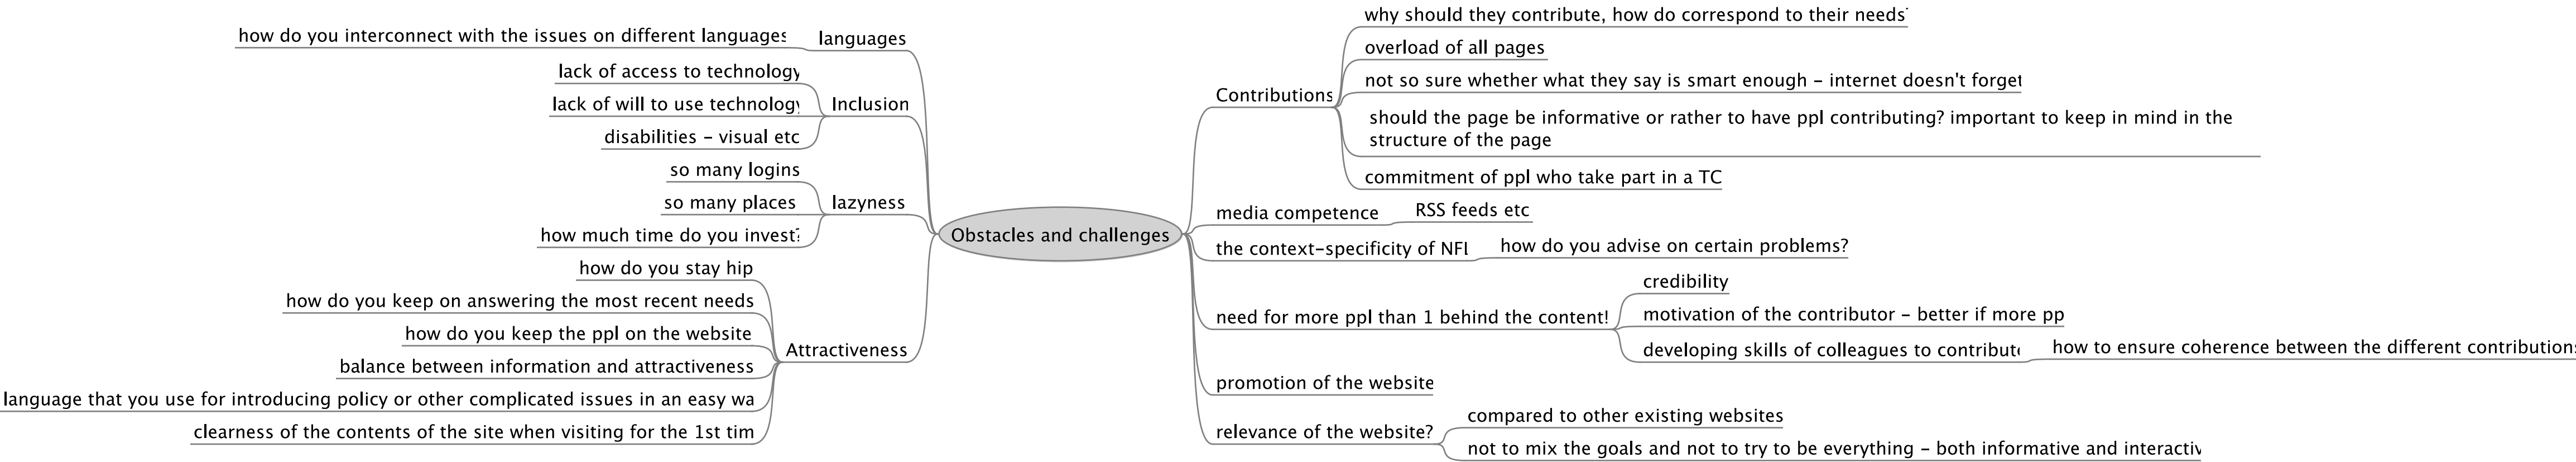 Obstacles and challenges
languages
how do you interconnect with the issues on different languages
Inclusion
lack of access to technology
lack of will to use technology
disabilities – visual etc
lazyness
so many logins
so many places
how much time do you invest?
Attractiveness
how do you stay hip
how do you keep on answering the most recent needs
how do you keep the ppl on the website
balance between information and attractiveness
language that you use for introducing policy or other complicated issues in an easy wa
clearness of the contents of the site when visiting for the 1st tim
Contributions
why should they contribute, how do correspond to their needs
overload of all pages
not so sure whether what they say is smart enough – internet doesn't forget
should the page be informative or rather to have ppl contributing? important to keep in mind in the
structure of the page
commitment of ppl who take part in a TC
media competence
RSS feeds etc
the context-specificity of NFL
how do you advise on certain problems?
need for more ppl than 1 behind the content!
credibility
motivation of the contributor – better if more pp
developing skills of colleagues to contribute
how to ensure coherence between the different contributions
promotion of the website
relevance of the website?
compared to other existing websites
not to mix the goals and not to try to be everything – both informative and interactiv